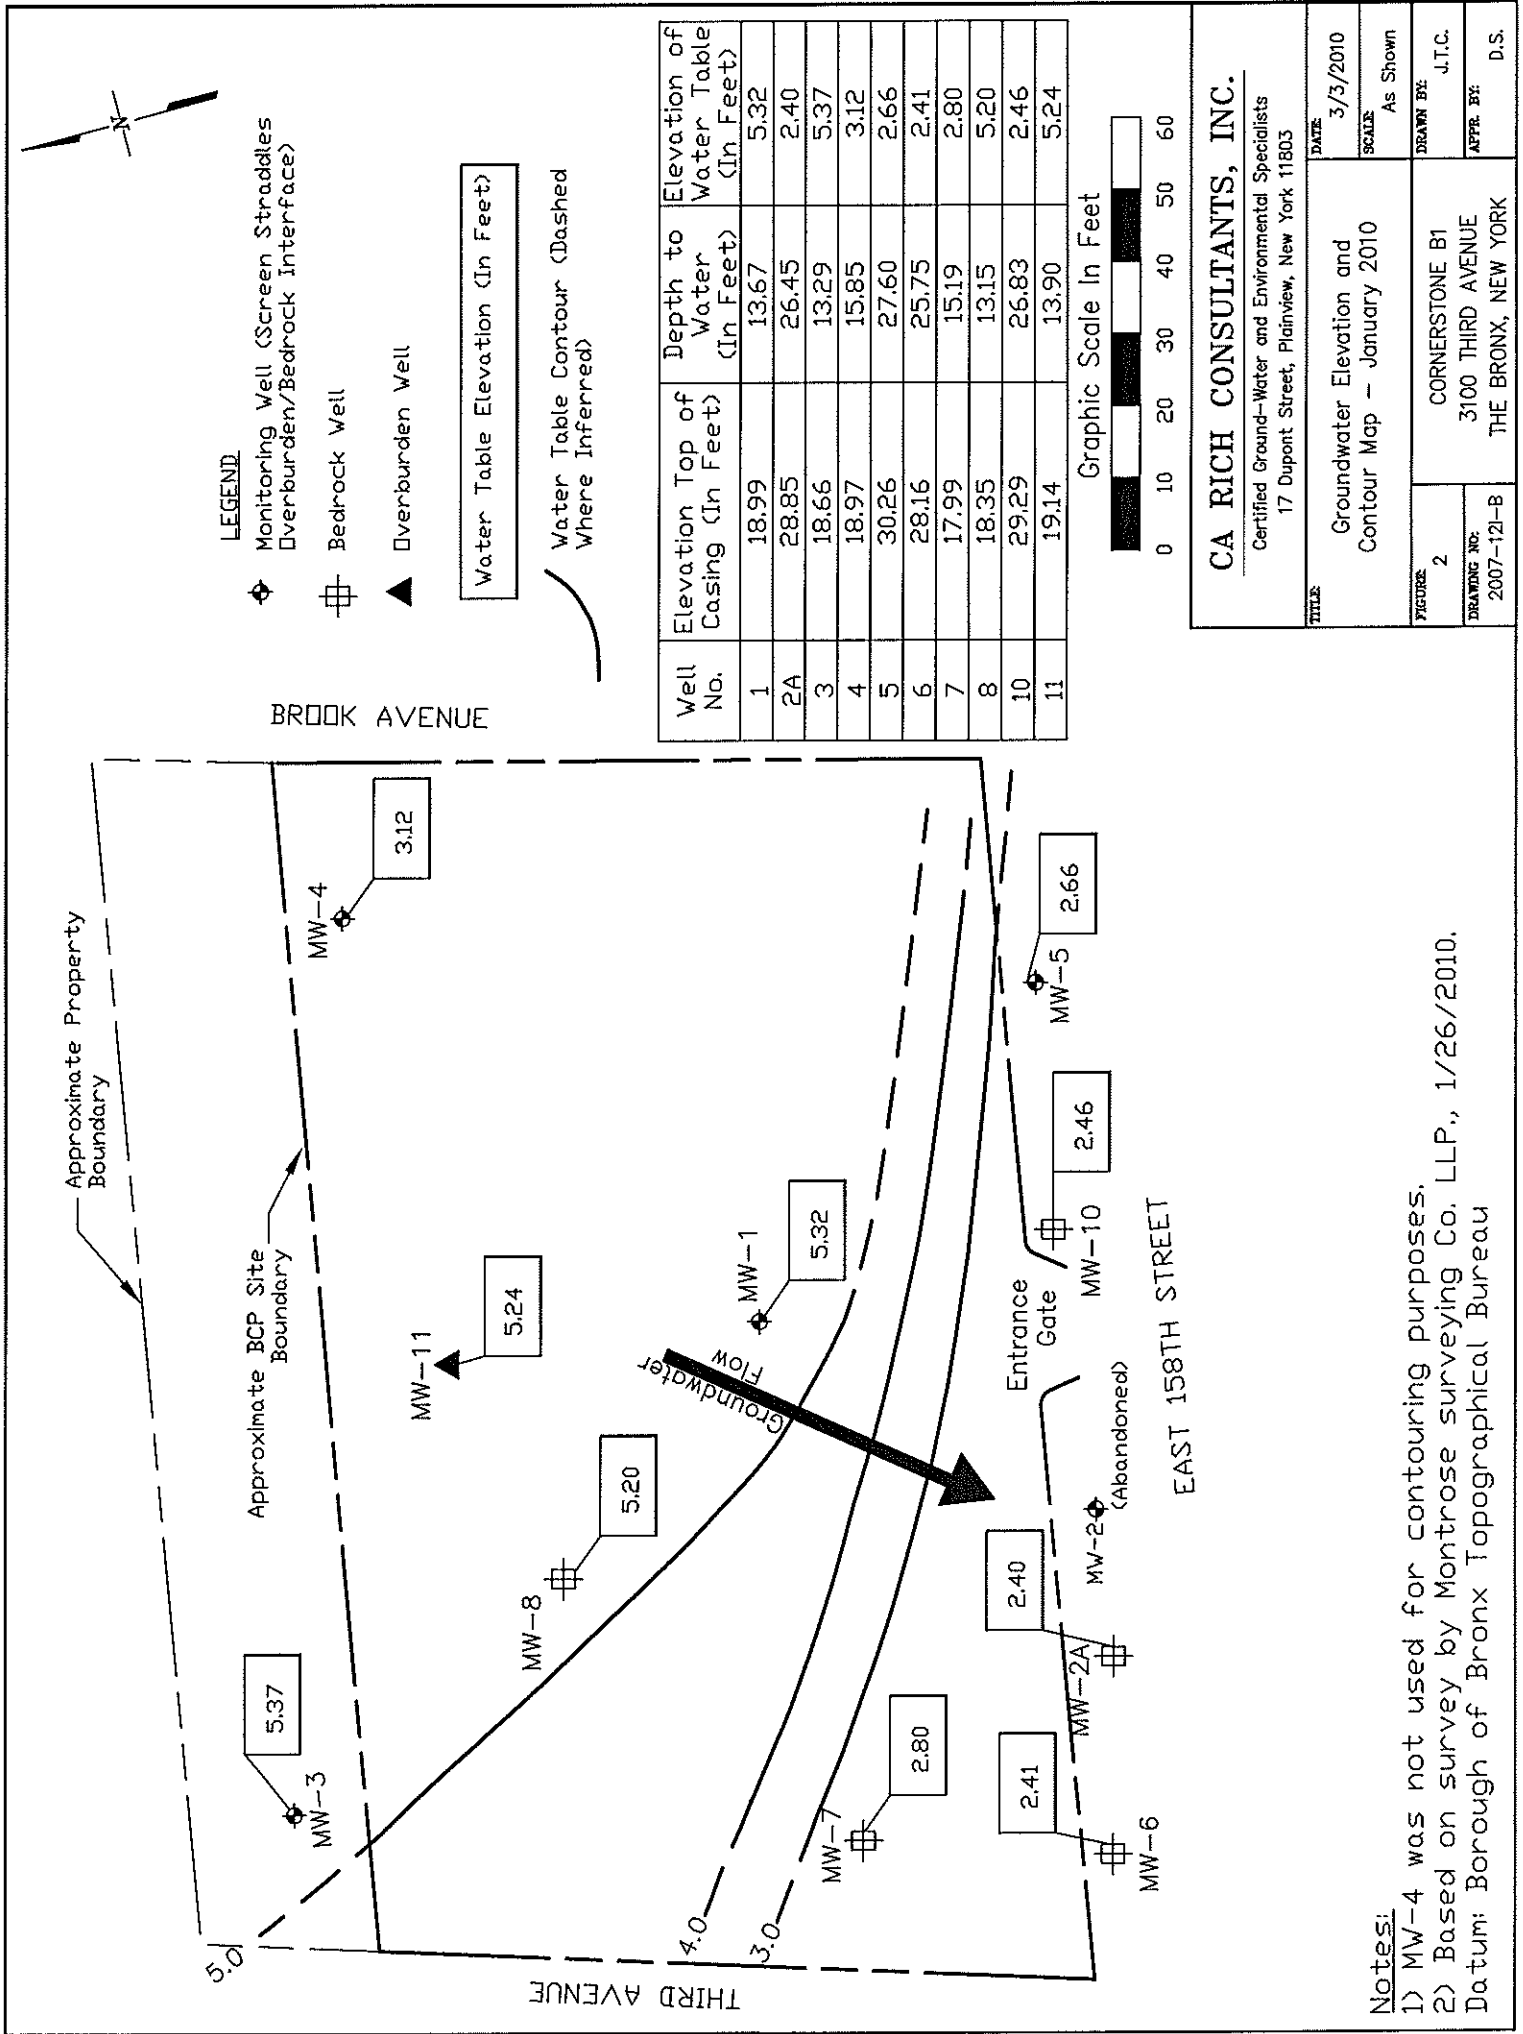 Approximate Property
Boundary
Approximate BCP Site
Boundary
N
LEGEND
Monitoring Well (Screen Straddles
Overburden/Bedrock Interface)
Bedrock Well
Overburden Well
Water Table Elevation (In Feet)
Water Table Contour (Dashed
Where Inferred)
BROOK AVENUE
THIRD AVENUE
EAST 158TH STREET
5.0
4.0
3.0
MW-3
5.37
MW-8
5.20
MW-11
5.24
MW-4
3.12
MW-1
5.32
Groundwater
Flow
MW-7
2.80
MW-6
2.41
MW-2A
2.40
MW-2
(Abandoned)
Entrance
Gate
MW-10
2.46
MW-5
2.66
Well No. Elevation Top of Casing (In Feet) Depth to Water (In Feet) Elevation of Water Table (In Feet)
1 18.99 13.67 5.32
2A 28.85 26.45 2.40
3 18.66 13.29 5.37
4 18.97 15.85 3.12
5 30.26 27.60 2.66
6 28.16 25.75 2.41
7 17.99 15.19 2.80
8 18.35 13.15 5.20
10 29.29 26.83 2.46
11 19.14 13.90 5.24
Graphic Scale In Feet
0 10 20 30 40 50 60
CA RICH CONSULTANTS, INC.
Certified Ground-Water and Environmental Specialists
17 Dupont Street, Plainview, New York 11803
TITLE:
Groundwater Elevation and
Contour Map - January 2010
DATE:
3/3/2010
SCALE:
As Shown
FIGURE:
2
DRAWING NO:
2007-121-B
CORNERSTONE B1
3100 THIRD AVENUE
THE BRONX, NEW YORK
DRAWN BY:
J.T.C.
APPR. BY:
D.S.
Notes:
1) MW-4 was not used for contouring purposes.
2) Based on survey by Montrose surveying Co. LLP., 1/26/2010.
Datum: Borough of Bronx Topographical Bureau